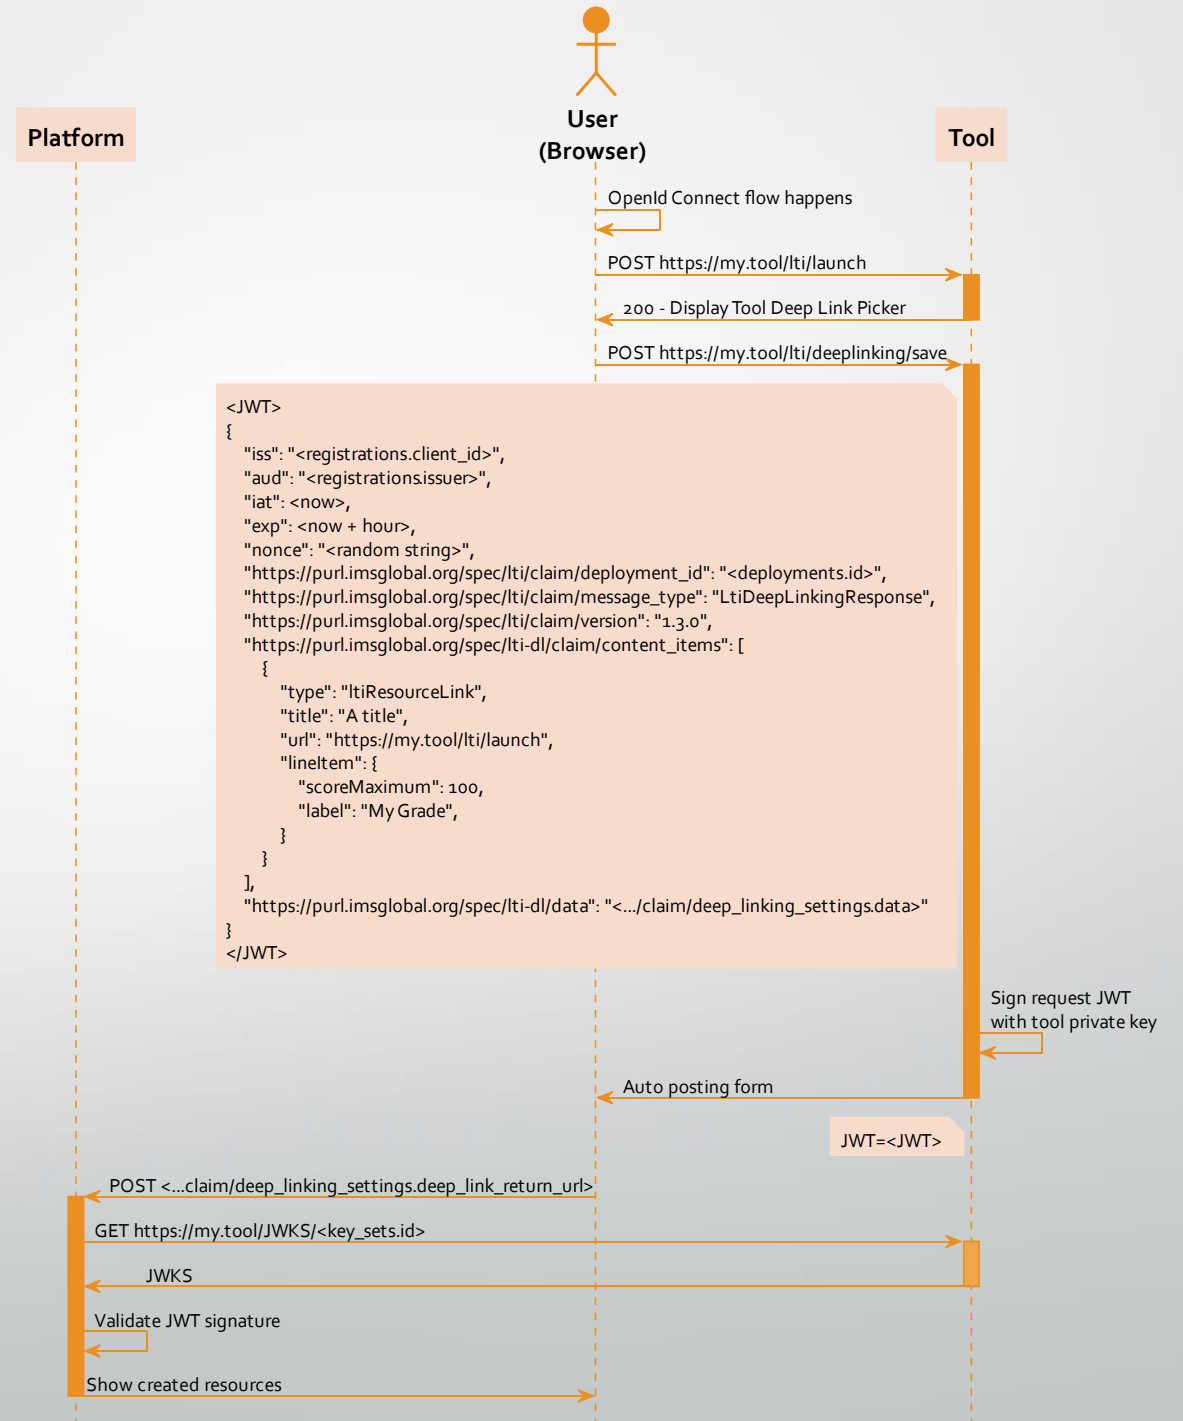 User
(Browser)
Platform
Tool
OpenId Connect flow happens
POST https://my.tool/lti/launch
200 - Display Tool Deep Link Picker
POST https://my.tool/lti/deeplinking/save
<JWT>
{
"iss": "<registrations.client_id>",
"aud": "<registrations.issuer>",
"iat": <now>,
"exp": <now + hour>,
"nonce": "<random string>",
"https://purl.imsglobal.org/spec/lti/claim/deployment_id": "<deployments.id>",
"https://purl.imsglobal.org/spec/lti/claim/message_type": "LtiDeepLinkingResponse",
"https://purl.imsglobal.org/spec/lti/claim/version": "1.3.0",
"https://purl.imsglobal.org/spec/lti-dl/claim/content_items": [
{
"type": "ltiResourceLink",
"title": "A title",
"url": "https://my.tool/lti/launch",
"lineItem": {
"scoreMaximum": 100,
"label": "My Grade",
}
}
],
"https://purl.imsglobal.org/spec/lti-dl/data": "<.../claim/deep_linking_settings.data>"
}
</JWT>
Sign request JWT
with tool private key
Auto posting form
JWT=<JWT>
POST <...claim/deep_linking_settings.deep_link_return_url>
GET https://my.tool/JWKS/<key_sets.id>
JWKS
Validate JWT signature
Show created resources